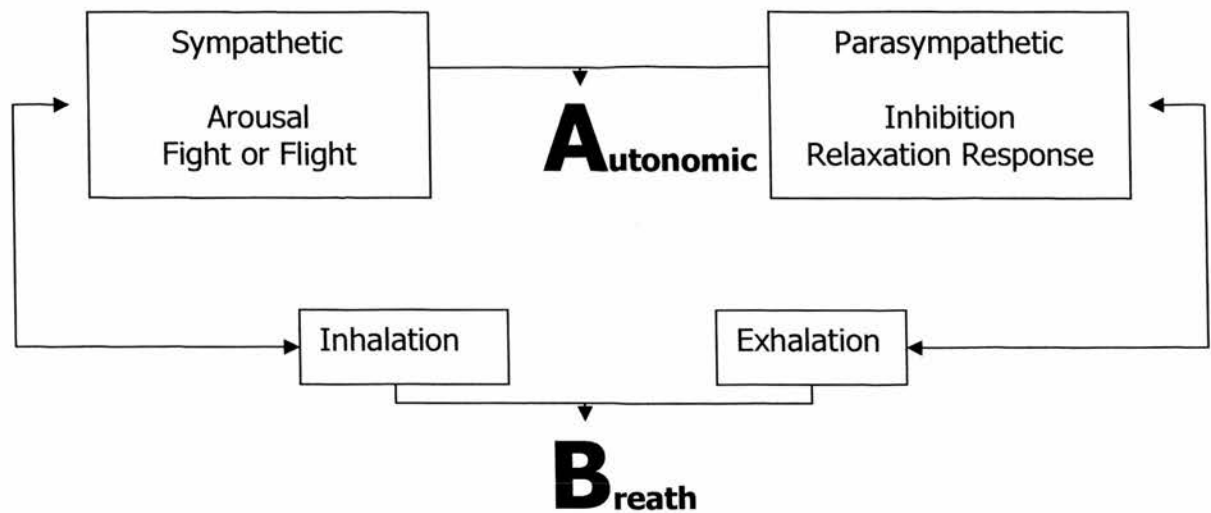 Sympathetic
Arousal
Fight or Flight
Parasympathetic
Inhibition
Relaxation Response
Autonomic
Inhalation
Exhalation
Breath